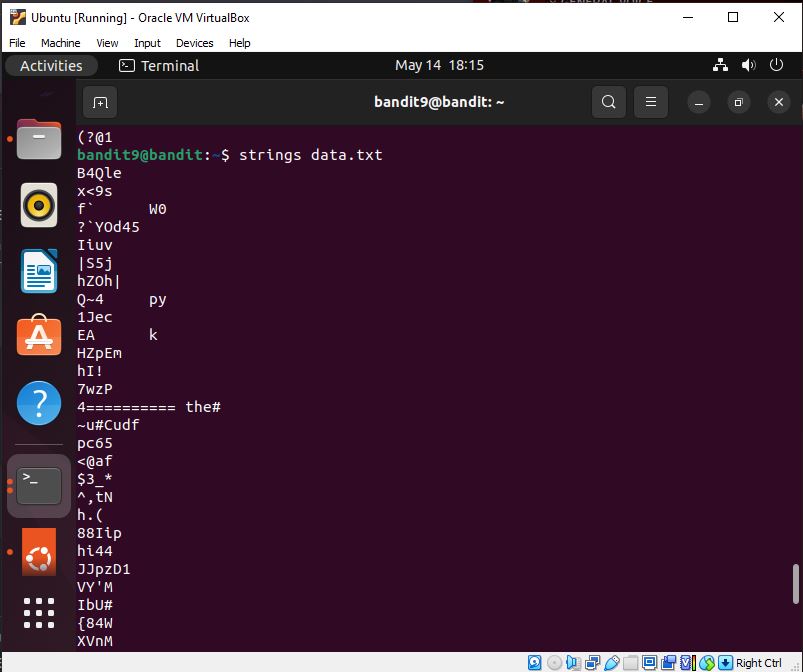 Ubuntu [Running] - Oracle VM VirtualBox
File Machine View Input Devices Help
Activities Terminal May 14 18:15
bandit9@bandit: ~
(?@1
bandit9@bandit:~$ strings data.txt
B4Qle
x<9s
f` W0
?`YOd45
Iiuv
|S5j
hZOh|
Q~4 py
1Jec
EA k
HZpEm
hI!
7wzP
4========== the#
~u#Cudf
pc65
<@af
$3_*
^,tN
h.(
88Iip
hi44
JJpzD1
VY'M
IbU#
{84W
XVnM
Right Ctrl